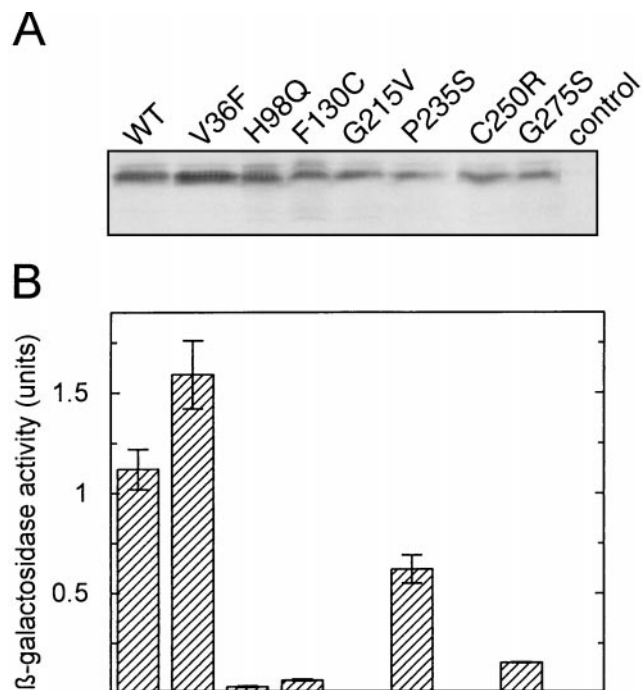 A
WT V36F H98Q F130C G215V P235S C250R G275S control
B
ß-galactosidase activity (units)
1.5
1
0.5